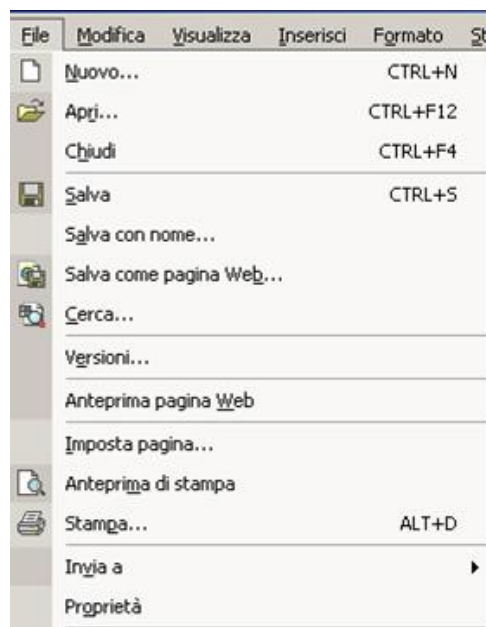 File Modifica Visualizza Inserisci Formato St
Nuovo... CTRL+N
Apri... CTRL+F12
Chiudi CTRL+F4
Salva CTRL+S
Salva con nome...
Salva come pagina Web...
Cerca...
Versioni...
Anteprima pagina Web
Imposta pagina...
Anteprima di stampa
Stampa... ALT+D
Invia a
Proprietà